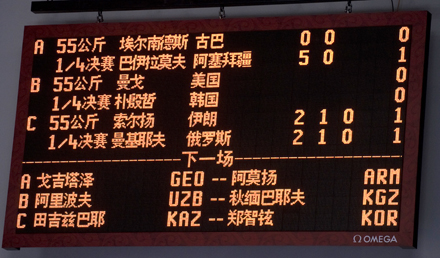 A 55公斤 埃尔南德斯 古巴 0 0 0
1/4决赛 巴伊拉莫夫 阿塞拜疆 5 0 1
B 55公斤 曼戈 美国 0
1/4决赛 朴殷哲 韩国 0
C 55公斤 索尔扬 伊朗 2 1 0 1
1/4决赛 曼基耶夫 俄罗斯 2 1 0 1
下一场
A 戈吉塔泽 GEO -- 阿莫扬 ARM
B 阿里波夫 UZB -- 秋缅巴耶夫 KGZ
C 田吉兹巴耶 KAZ -- 郑智铉 KOR
Ω OMEGA